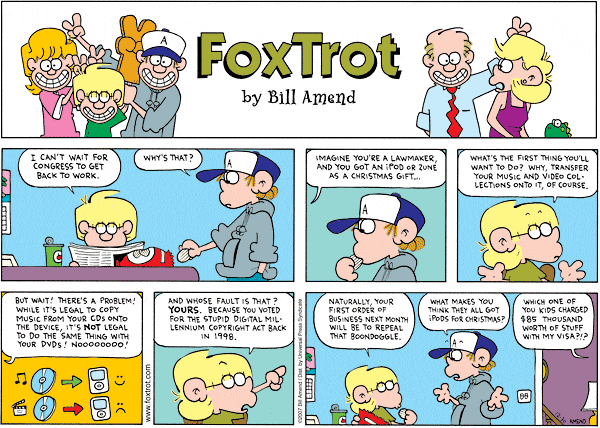 FoxTrot
by Bill Amend
I CAN'T WAIT FOR
CONGRESS TO GET
BACK TO WORK.
WHY'S THAT?
A
IMAGINE YOU'RE A LAWMAKER,
AND YOU GOT AN iPOD OR ZUNE
AS A CHRISTMAS GIFT...
A
WHAT'S THE FIRST THING YOU'LL
WANT TO DO? WHY, TRANSFER
YOUR MUSIC AND VIDEO COL-
LECTIONS ONTO IT, OF COURSE.
BUT WAIT! THERE'S A PROBLEM!
WHILE IT'S LEGAL TO COPY
MUSIC FROM YOUR CDS ONTO
THE DEVICE, IT'S NOT LEGAL
TO DO THE SAME THING WITH
YOUR DVDS! NOOOOOOOO!
www.foxtrot.com
AND WHOSE FAULT IS THAT?
YOURS. BECAUSE YOU VOTED
FOR THE STUPID DIGITAL MIL-
LENNIUM COPYRIGHT ACT BACK
IN 1998.
©2007 Bill Amend / Dist. by Universal Press Syndicate
NATURALLY, YOUR
FIRST ORDER OF
BUSINESS NEXT MONTH
WILL BE TO REPEAL
THAT BOONDOGGLE.
WHAT MAKES YOU
THINK THEY ALL GOT
iPODS FOR CHRISTMAS?
A
WHICH ONE OF
YOU KIDS CHARGED
$85 THOUSAND
WORTH OF STUFF
WITH MY VISA?!?
AMEND